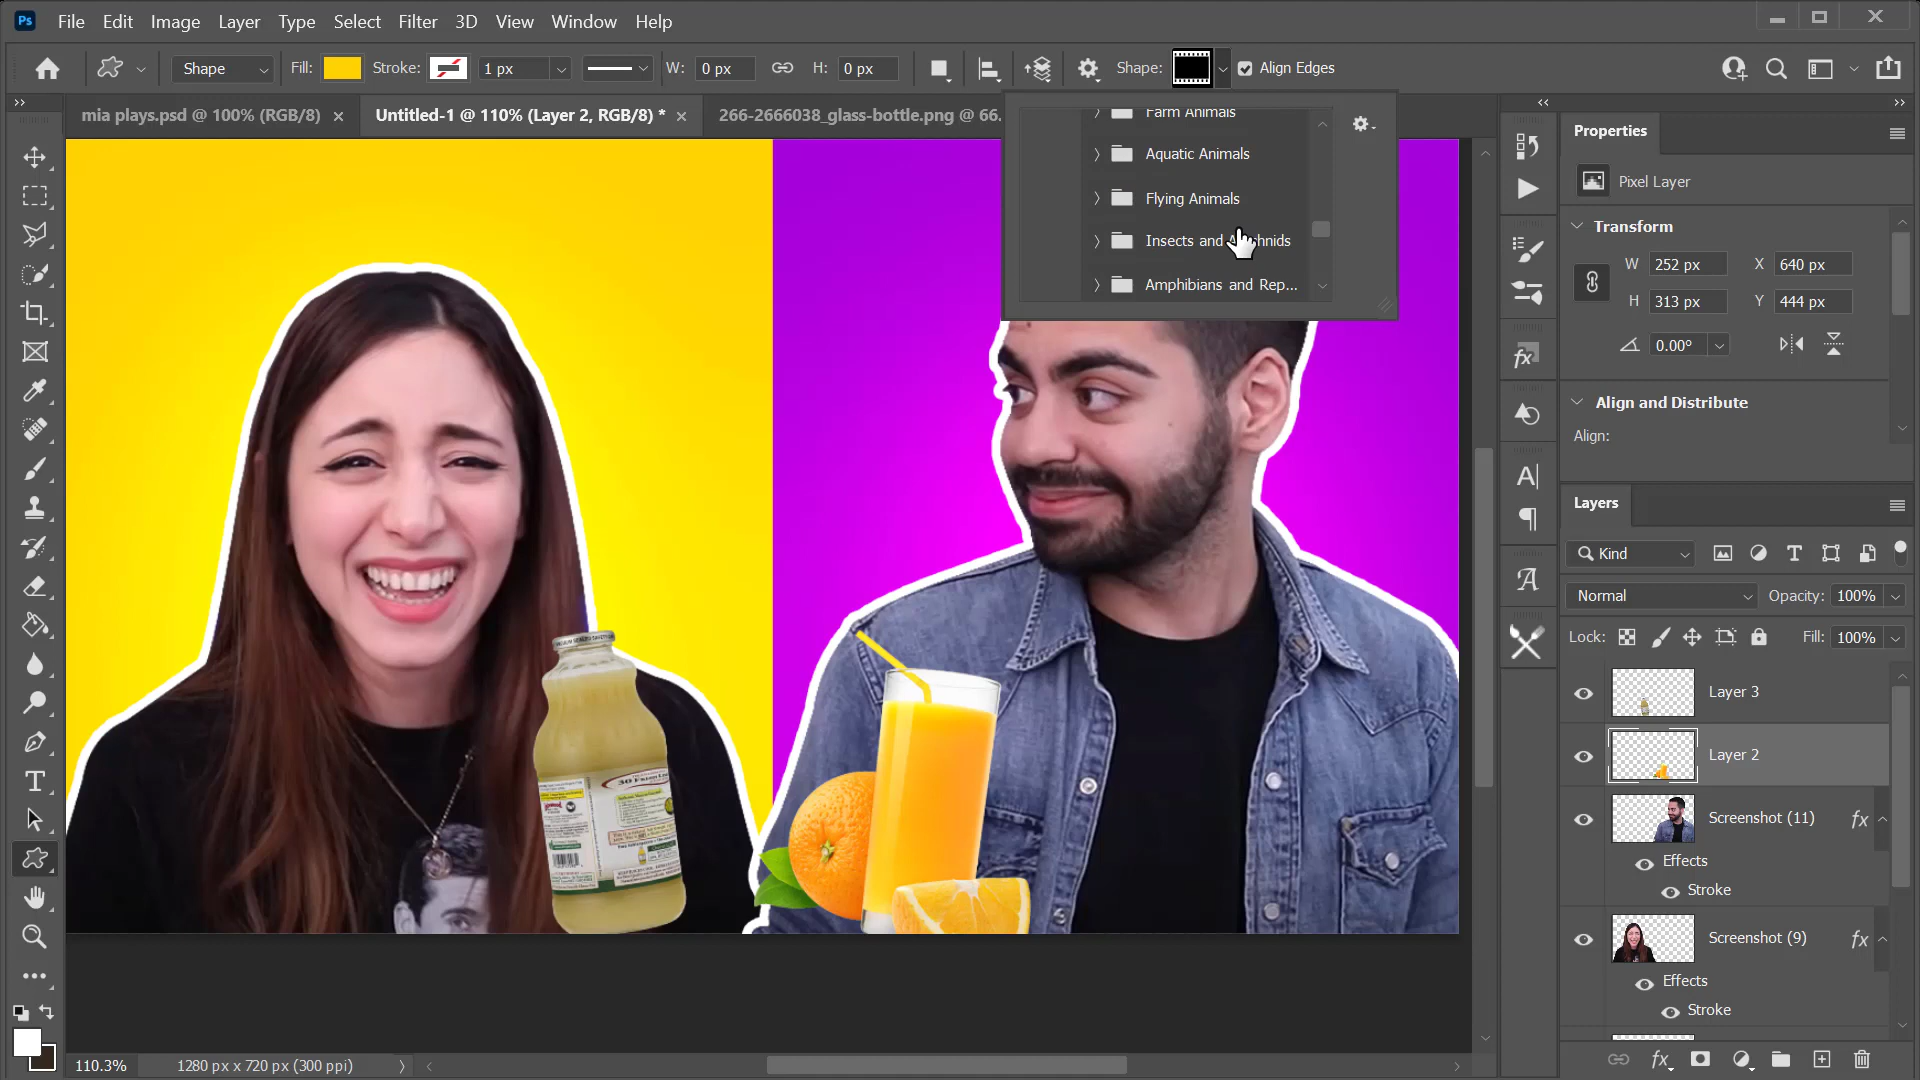 Ps File Edit Image Layer Type Select Filter 3D View Window Help
Shape Fill: Stroke: 1 px W: 0 px H: 0 px Shape: Align Edges
mia plays.psd @ 100% (RGB/8) × Untitled-1 @ 110% (Layer 2, RGB/8) * × 266-2666038_glass-bottle.png @ 66.
Farm Animals
Aquatic Animals
Flying Animals
Insects and
Amphibians and Rep...
Properties
Pixel Layer
Transform
W 252 px X 640 px
H 313 px Y 444 px
0.00°
Align and Distribute
Align:
Layers
Kind
Normal Opacity: 100%
Lock: Fill: 100%
Layer 3
Layer 2
Screenshot (11) fx
Effects
Stroke
Screenshot (9) fx
Effects
Stroke
110.3% 1280 px x 720 px (300 ppi)